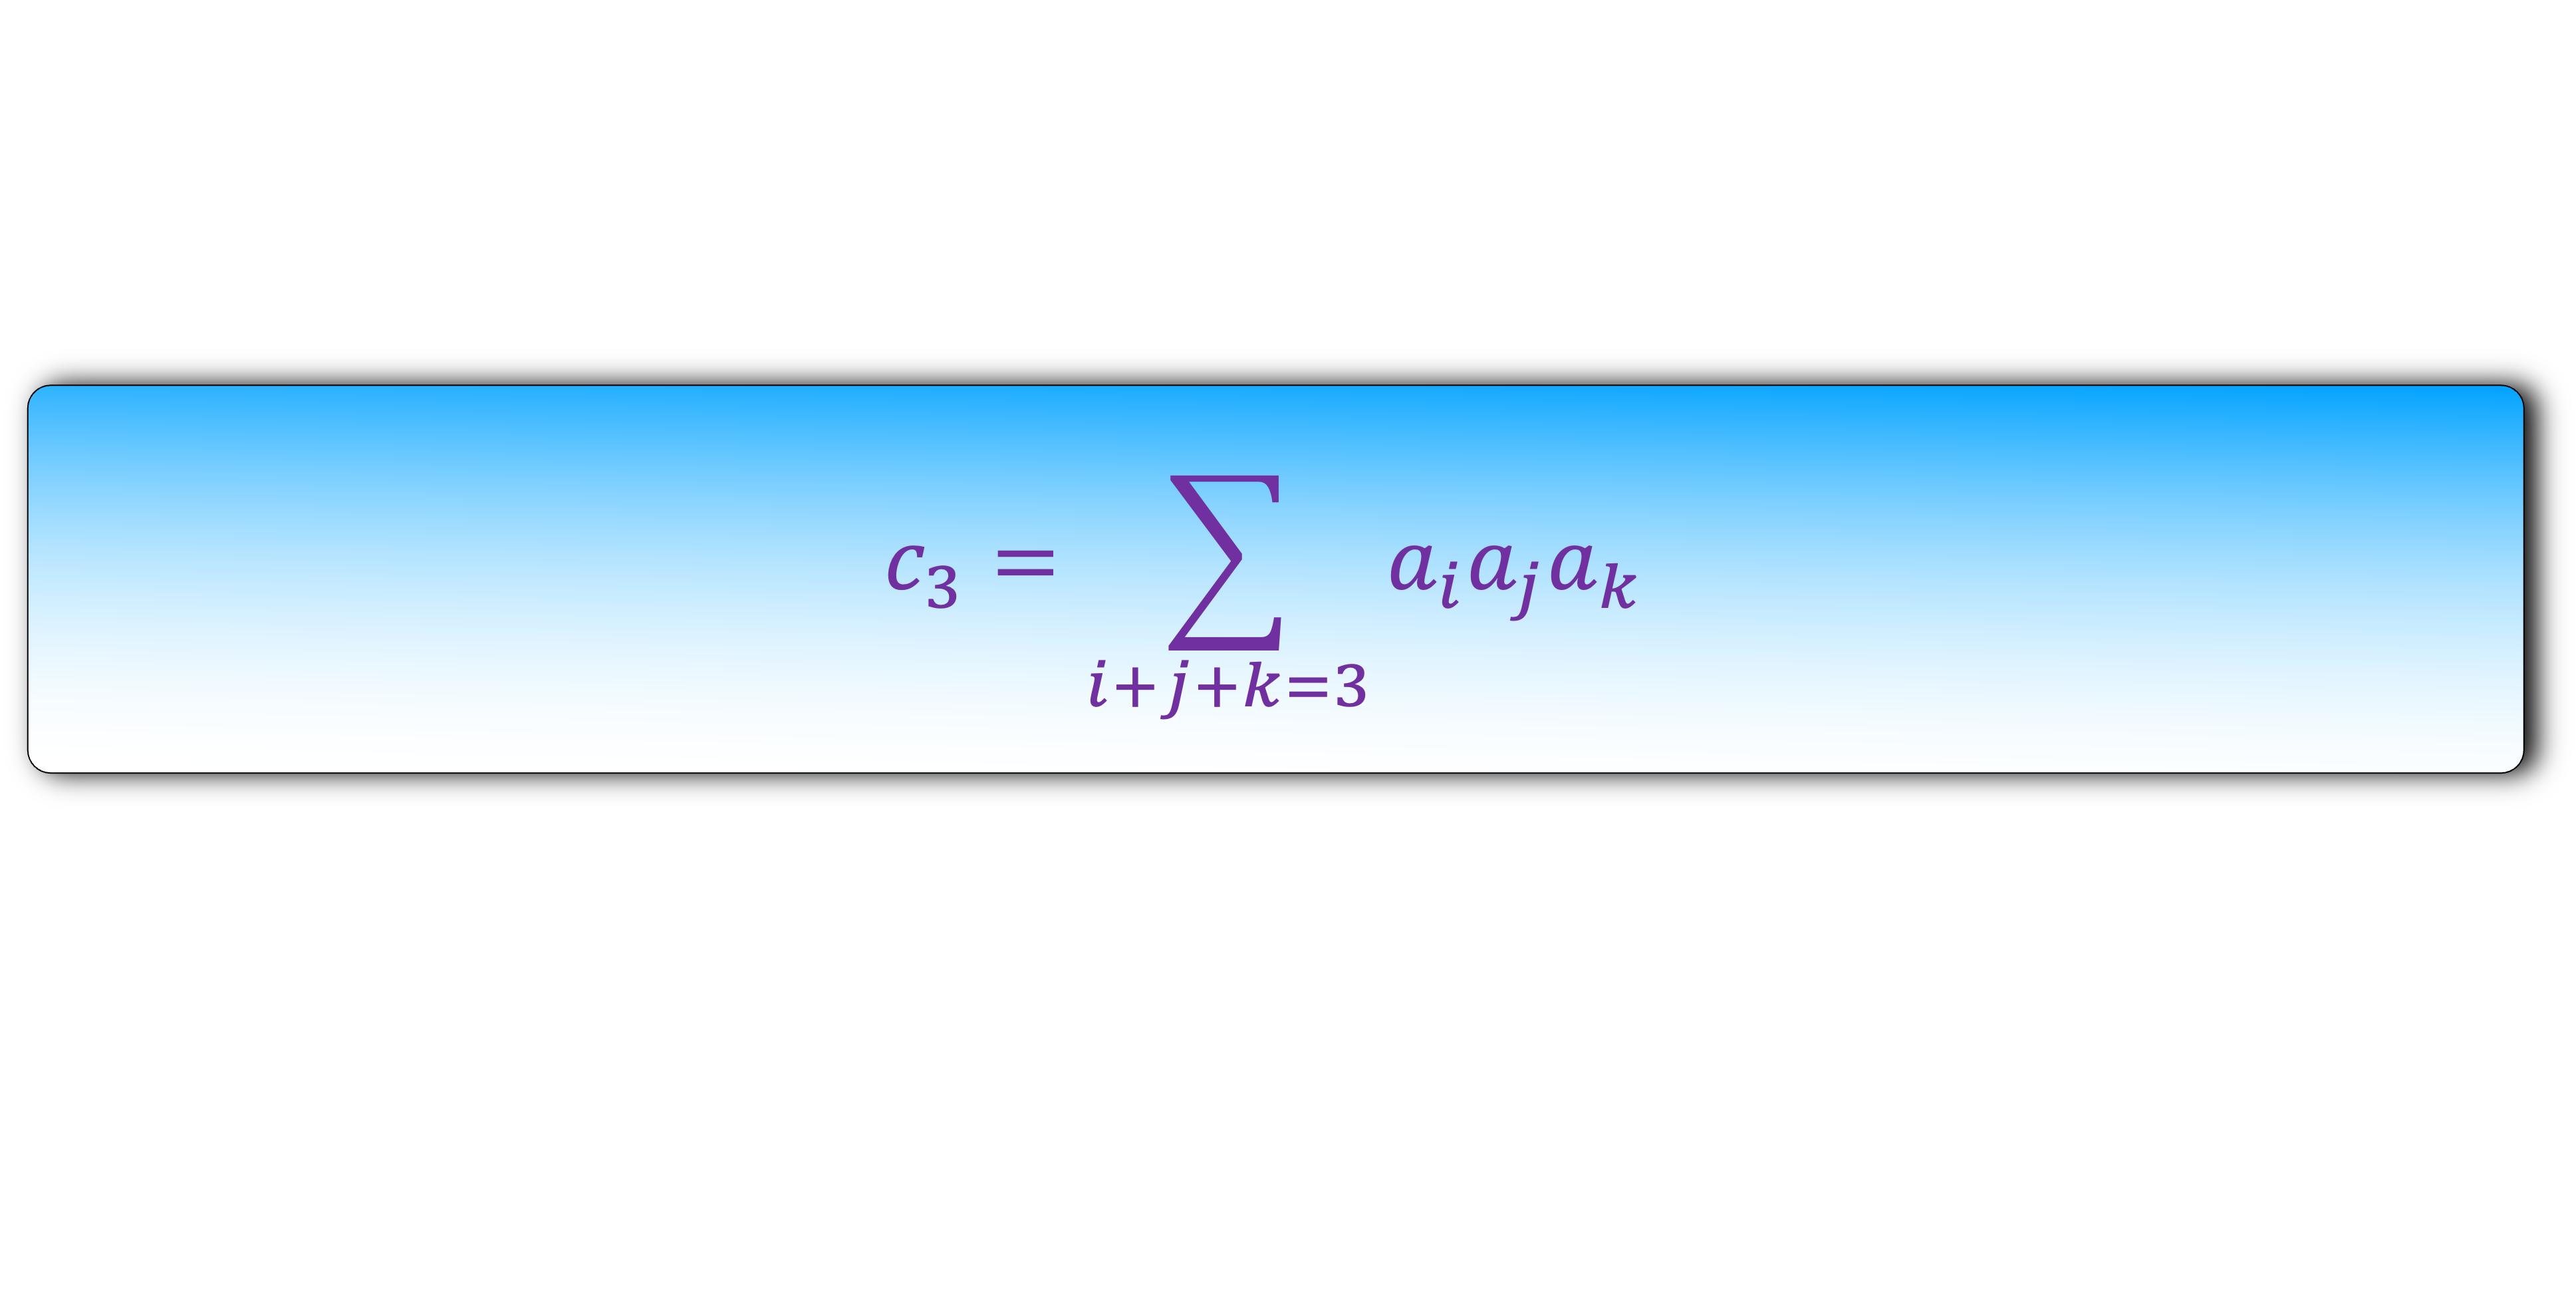 c₃ = ∑_{i+j+k=3} aᵢaⱼaₖ